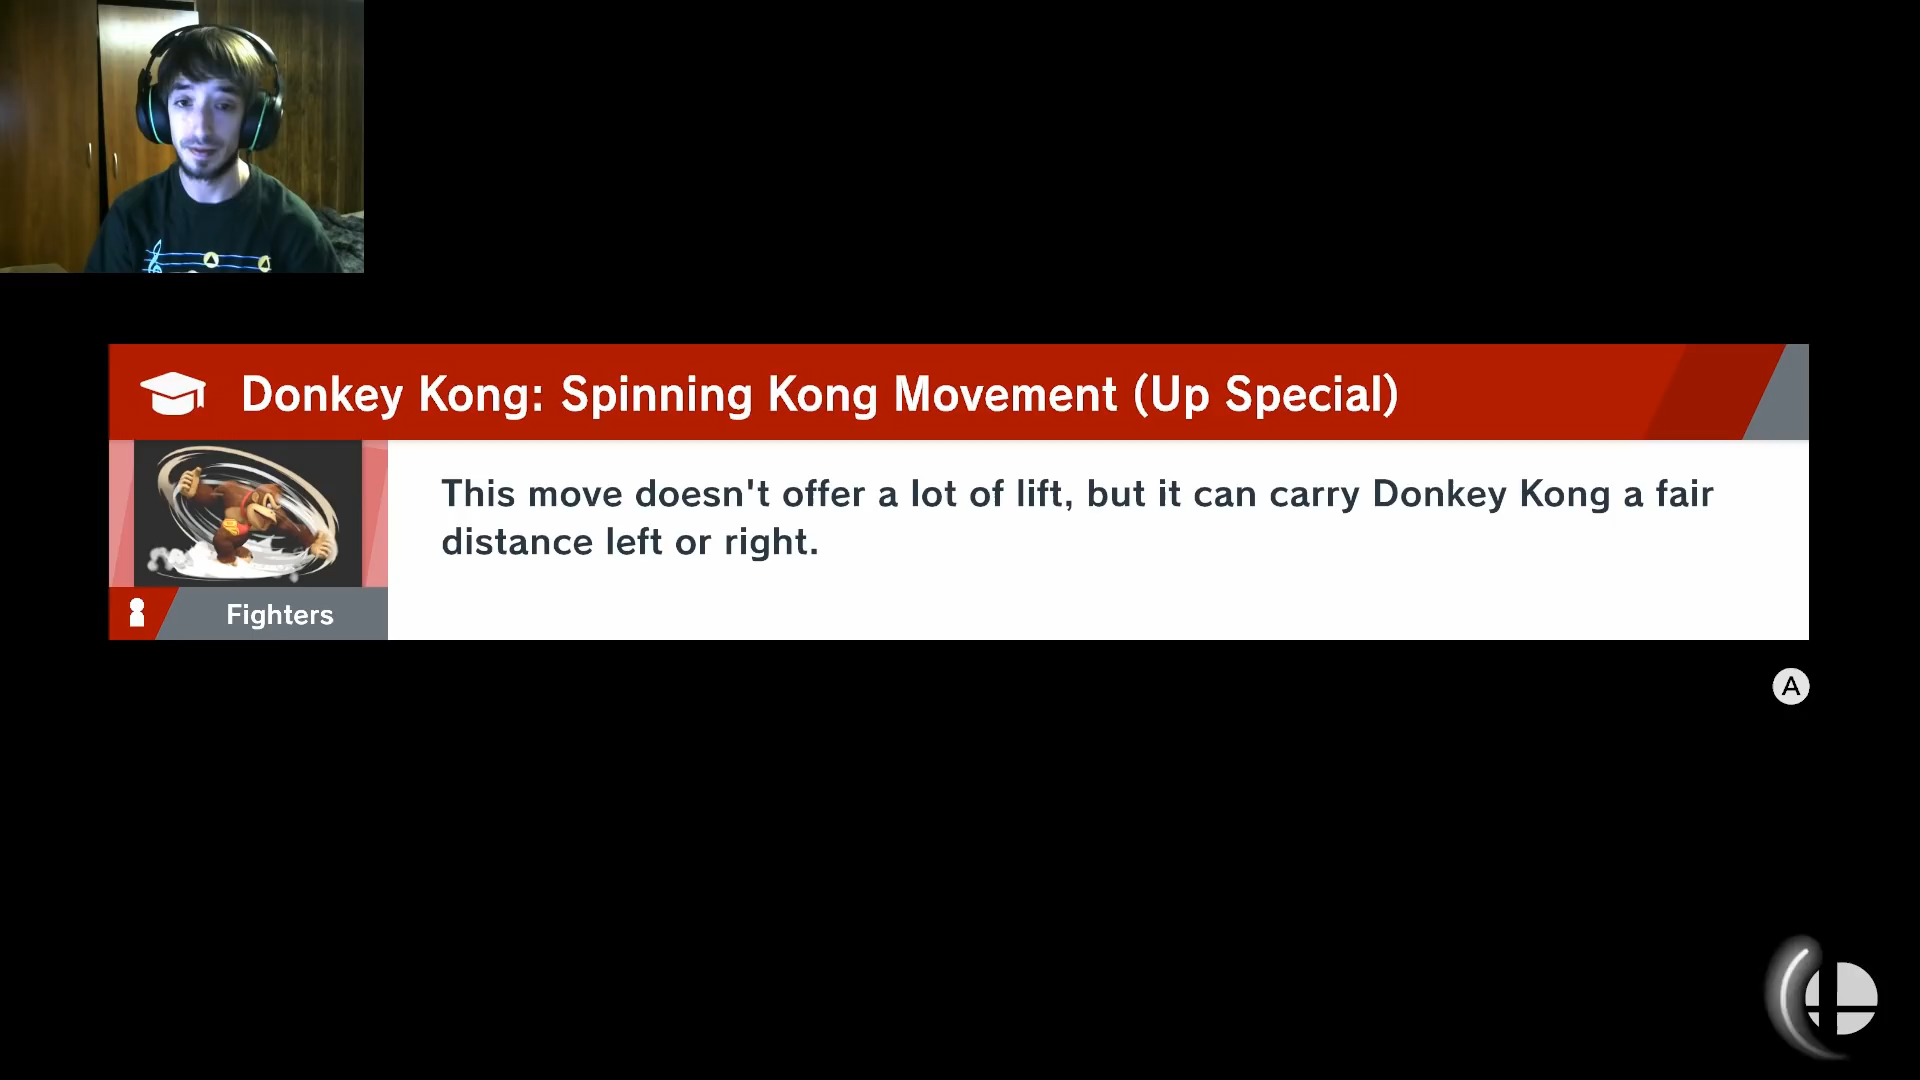 Donkey Kong: Spinning Kong Movement (Up Special)
This move doesn't offer a lot of lift, but it can carry Donkey Kong a fair
distance left or right.
Fighters
A